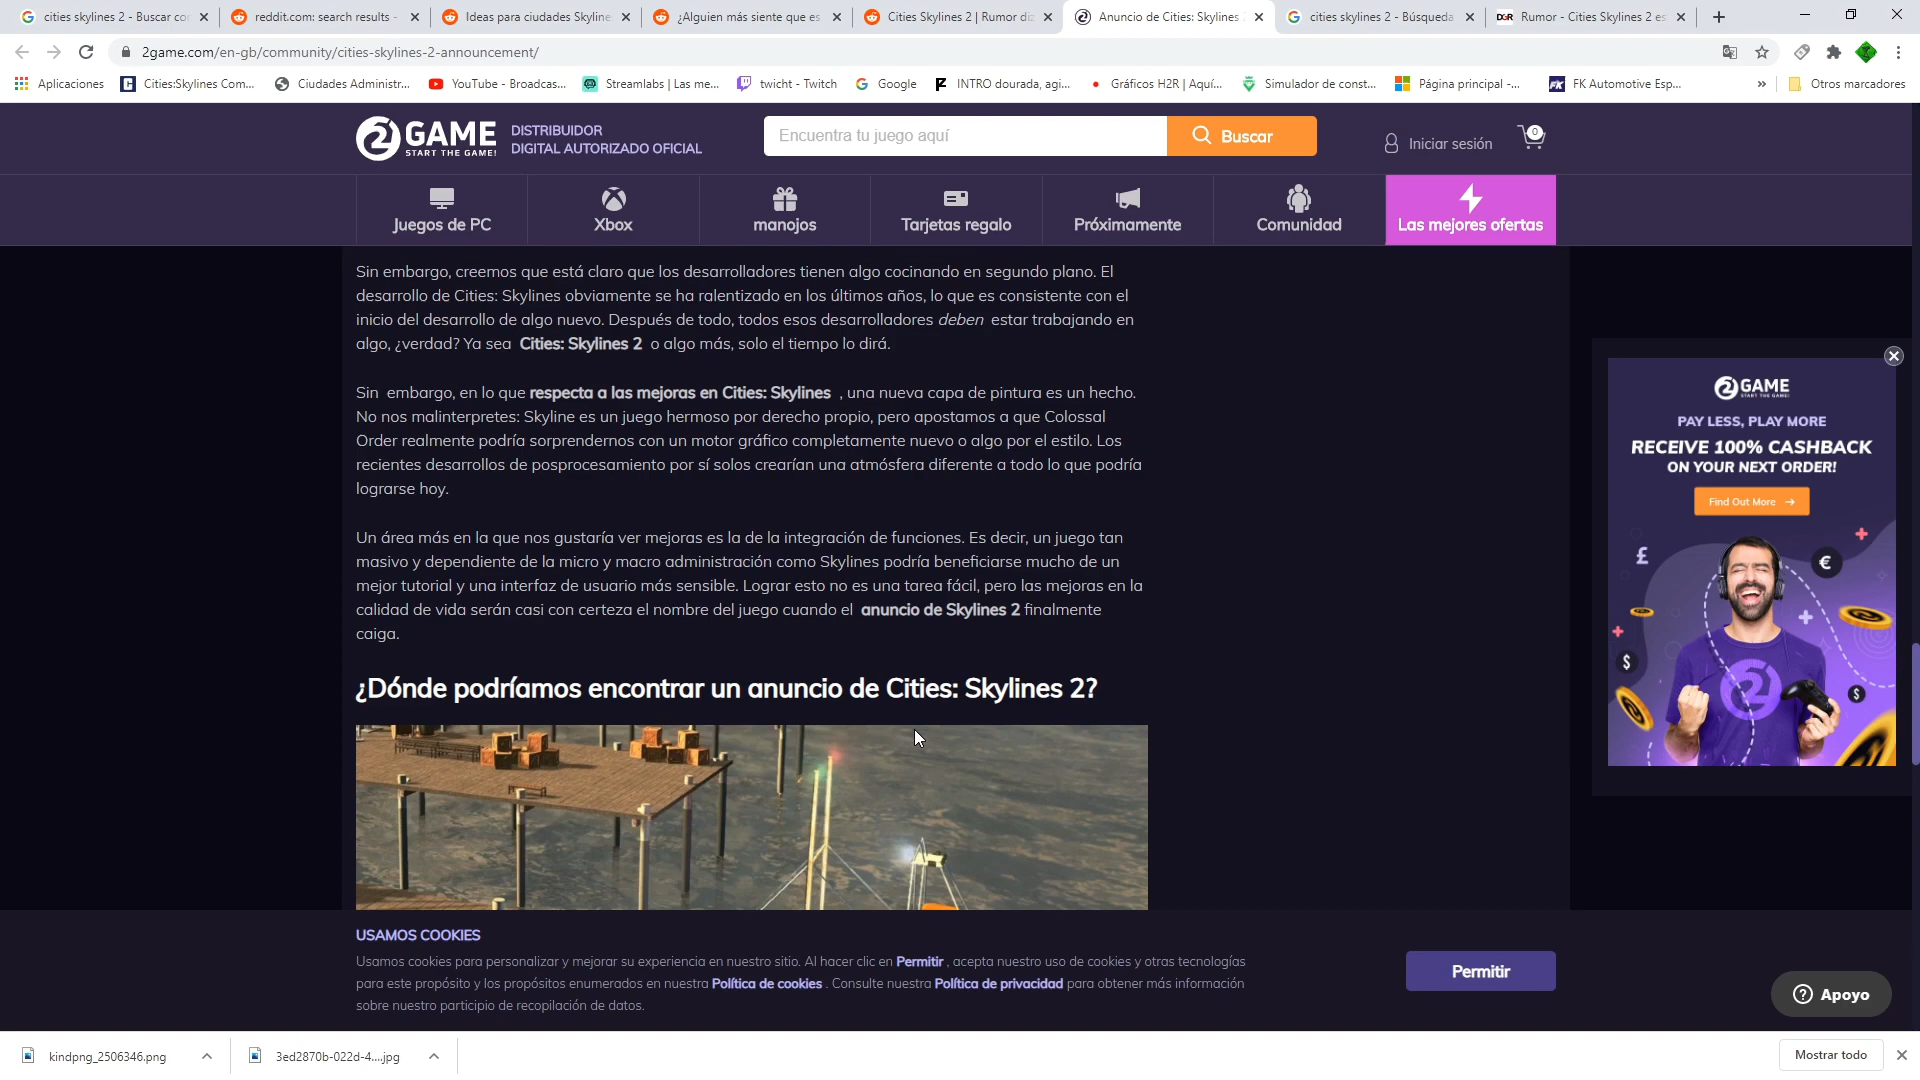 cities skylines 2 - Buscar co
reddit.com: search results -
Ideas para ciudades Skyline
¿Alguien más siente que es
Cities Skylines 2 | Rumor di
Anuncio de Cities: Skylines
cities skylines 2 - Búsqueda
DGR
Rumor - Cities Skylines 2 es
2game.com/en-gb/community/cities-skylines-2-announcement/
Aplicaciones
Cities:Skylines Com...
Ciudades Administr...
YouTube - Broadcas...
Streamlabs | Las me...
twicht - Twitch
Google
INTRO dourada, agi...
Gráficos H2R | Aquí...
Simulador de const...
Página principal -...
FK Automotive Esp...
»
Otros marcadores
2GAME
START THE GAME!
DISTRIBUIDOR
DIGITAL AUTORIZADO OFICIAL
Encuentra tu juego aquí
Buscar
Iniciar sesión
0
Juegos de PC
Xbox
manojos
Tarjetas regalo
Próximamente
Comunidad
Las mejores ofertas
Sin embargo, creemos que está claro que los desarrolladores tienen algo cocinando en segundo plano. El
desarrollo de Cities: Skylines obviamente se ha ralentizado en los últimos años, lo que es consistente con el
inicio del desarrollo de algo nuevo. Después de todo, todos esos desarrolladores deben estar trabajando en
algo, ¿verdad? Ya sea Cities: Skylines 2 o algo más, solo el tiempo lo dirá.
Sin embargo, en lo que respecta a las mejoras en Cities: Skylines , una nueva capa de pintura es un hecho.
No nos malinterpretes: Skyline es un juego hermoso por derecho propio, pero apostamos a que Colossal
Order realmente podría sorprendernos con un motor gráfico completamente nuevo o algo por el estilo. Los
recientes desarrollos de posprocesamiento por sí solos crearían una atmósfera diferente a todo lo que podría
lograrse hoy.
Un área más en la que nos gustaría ver mejoras es la de la integración de funciones. Es decir, un juego tan
masivo y dependiente de la micro y macro administración como Skylines podría beneficiarse mucho de un
mejor tutorial y una interfaz de usuario más sensible. Lograr esto no es una tarea fácil, pero las mejoras en la
calidad de vida serán casi con certeza el nombre del juego cuando el anuncio de Skylines 2 finalmente
caiga.
¿Dónde podríamos encontrar un anuncio de Cities: Skylines 2?
2GAME
START THE GAME!
PAY LESS, PLAY MORE
RECEIVE 100% CASHBACK
ON YOUR NEXT ORDER!
Find Out More →
USAMOS COOKIES
Usamos cookies para personalizar y mejorar su experiencia en nuestro sitio. Al hacer clic en Permitir , acepta nuestro uso de cookies y otras tecnologías
para este propósito y los propósitos enumerados en nuestra Política de cookies . Consulte nuestra Política de privacidad para obtener más información
sobre nuestro participio de recopilación de datos.
Permitir
Apoyo
kindpng_2506346.png
3ed2870b-022d-4....jpg
Mostrar todo